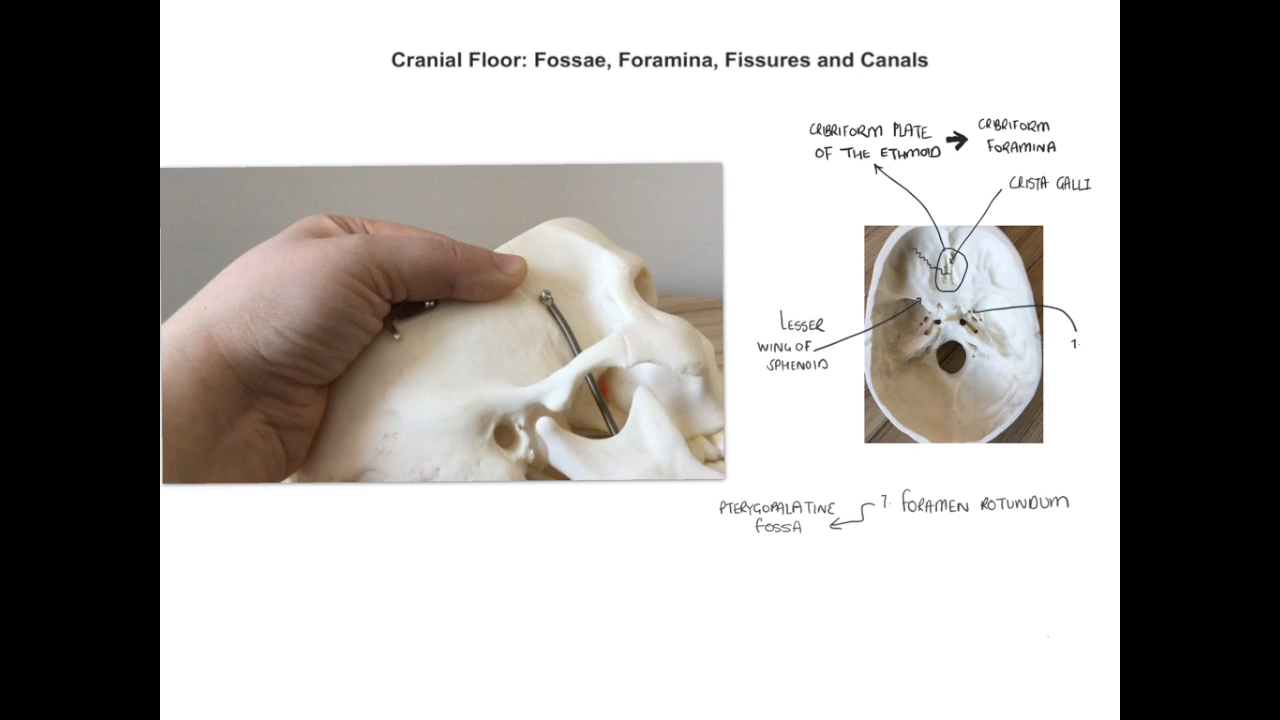 Cranial Floor: Fossae, Foramina, Fissures and Canals
CRIBRIFORM PLATE
OF THE ETHMOID
CRIBRIFORM
FORAMINA
CRISTA GALLI
LESSER
WING OF
SPHENOID
1.
PTERYGOPALATINE
FOSSA
1. FORAMEN ROTUNDUM